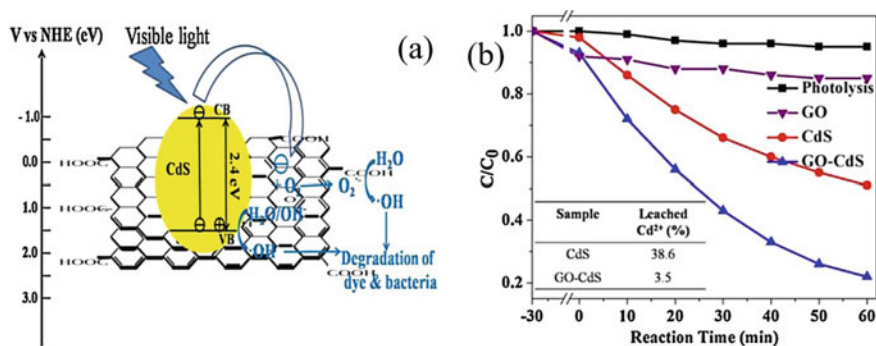 V vs NHE (eV)
Visible light
(a)
CB
- 1.0
0.0
1.0
2.0
3.0
CdS
2.4 eV
VB
HOOC
HOOC
HOOC
COOH
COOH
COOH
H₂O
O₂
·OH
H₂O/OH⁻
·OH
Degradation of
dye & bacteria
(b)
C/C₀
1.0
0.8
0.6
0.4
0.2
Photolysis
GO
CdS
GO-CdS
Sample Leached
Cd²⁺ (%)
CdS 38.6
GO-CdS 3.5
-30 0 10 20 30 40 50 60
Reaction Time (min)